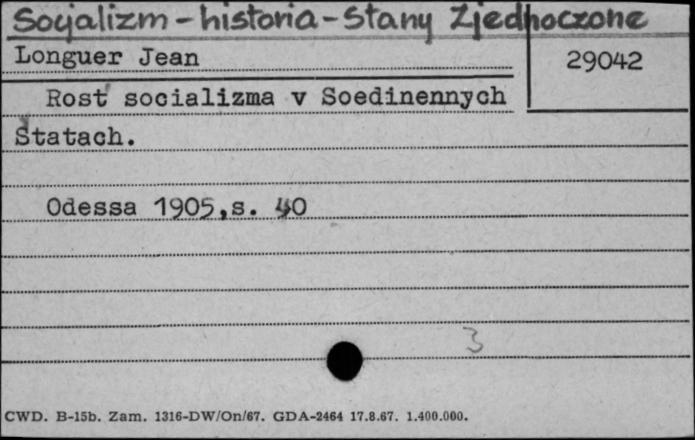 Socjalizm - historia - Stany Zjednoczone
Longuer Jean
29042
Rost' socializma v Soedinennych
Štatach.
Odessa 1905,s. 40
3
CWD. B-15b. Zam. 1316-DW/On/67. GDA-2464 17.8.67. 1.400.000.